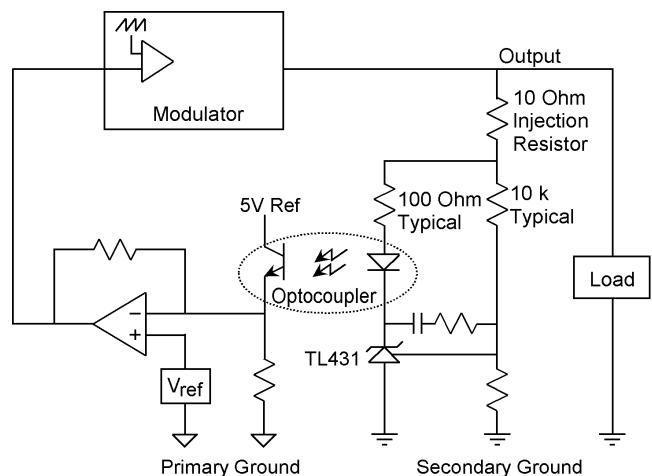 Output
Modulator
10 Ohm
Injection
Resistor
100 Ohm
Typical
10 k
Typical
5V Ref
Optocoupler
Load
−
+
TL431
Vref
Primary Ground
Secondary Ground